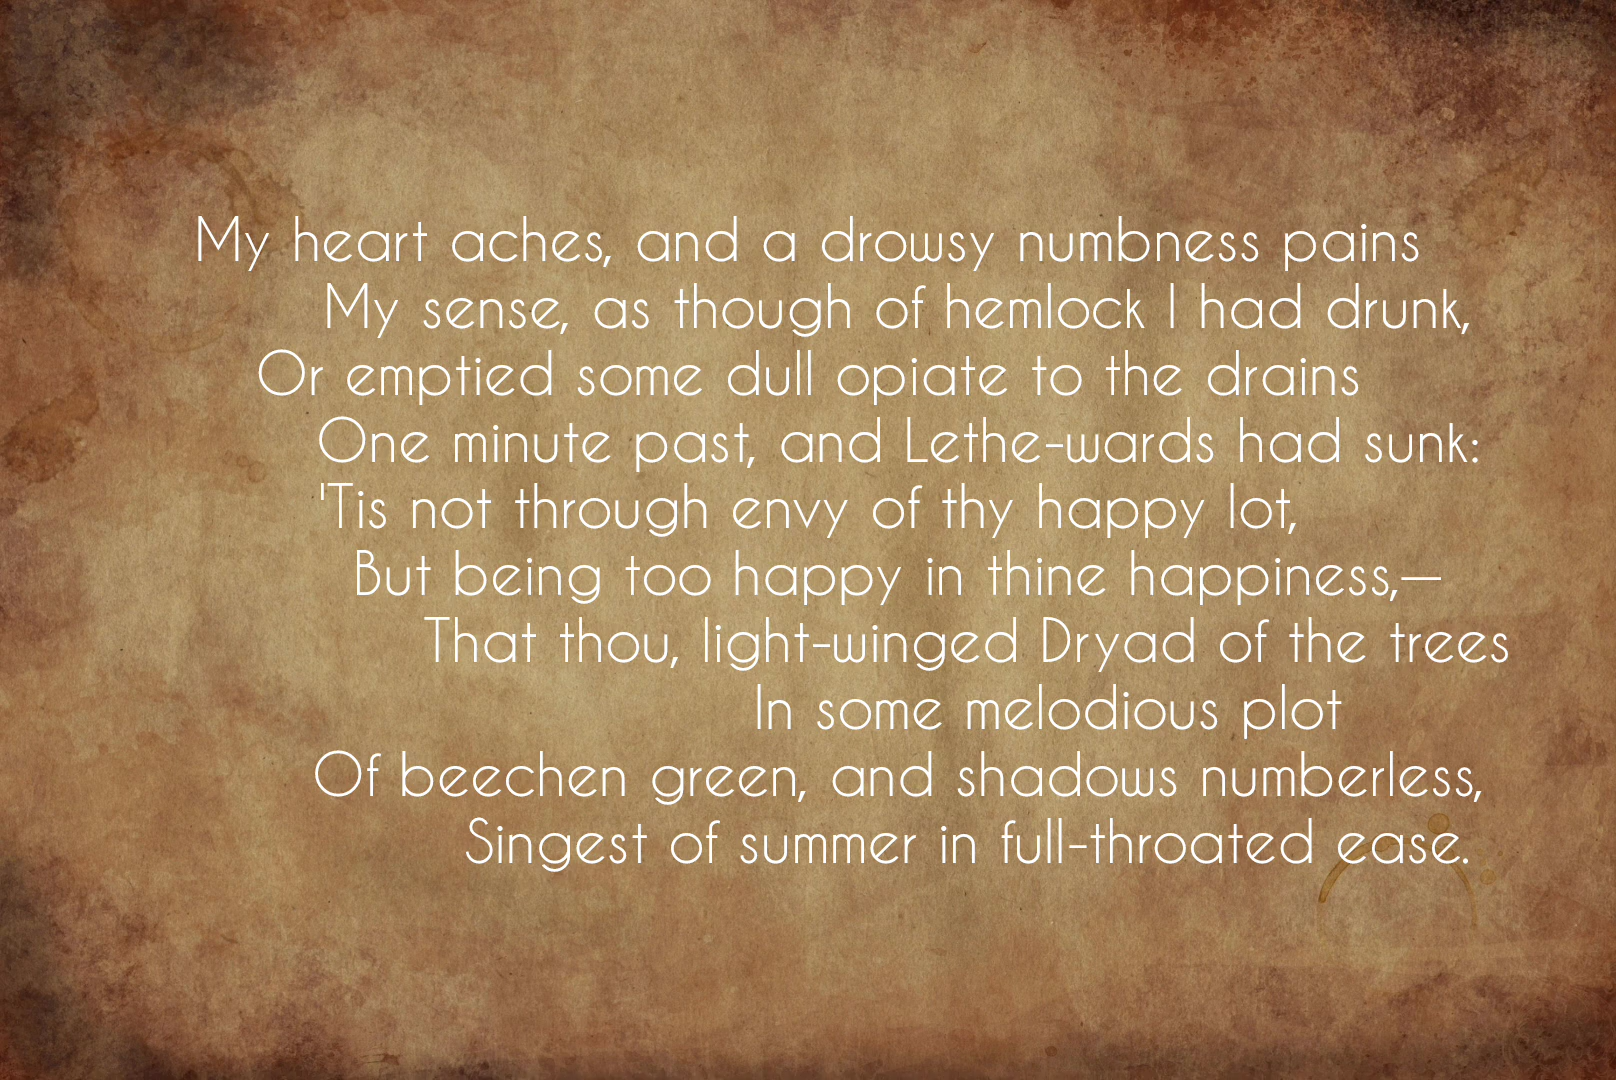 My heart aches, and a drowsy numbness pains
My sense, as though of hemlock I had drunk,
Or emptied some dull opiate to the drains
One minute past, and Lethe-wards had sunk:
'Tis not through envy of thy happy lot,
But being too happy in thine happiness,—
That thou, light-winged Dryad of the trees
In some melodious plot
Of beechen green, and shadows numberless,
Singest of summer in full-throated ease.